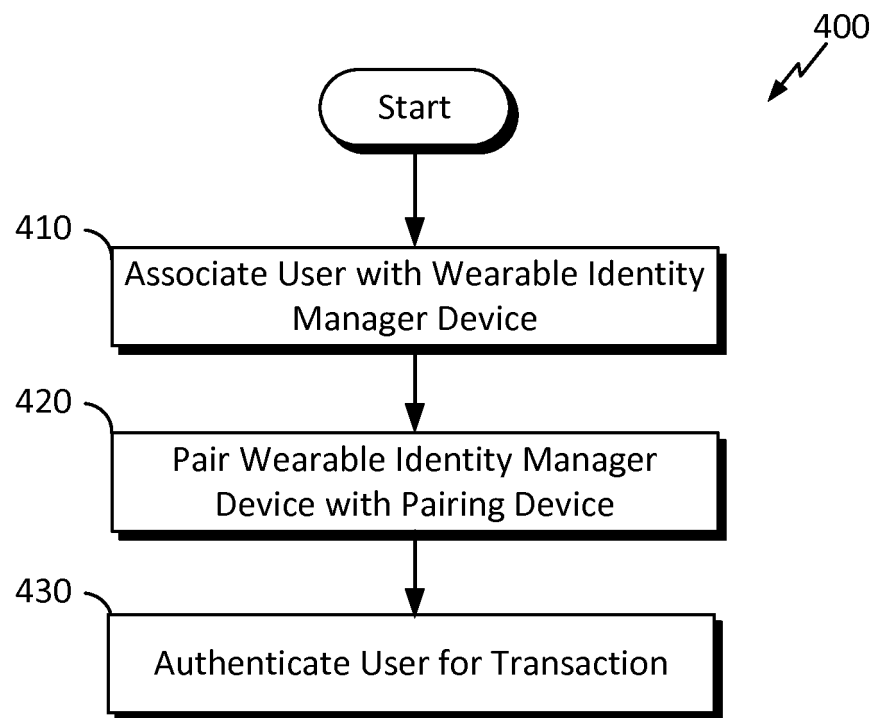 400
Start
410
Associate User with Wearable Identity
Manager Device
420
Pair Wearable Identity Manager
Device with Pairing Device
430
Authenticate User for Transaction